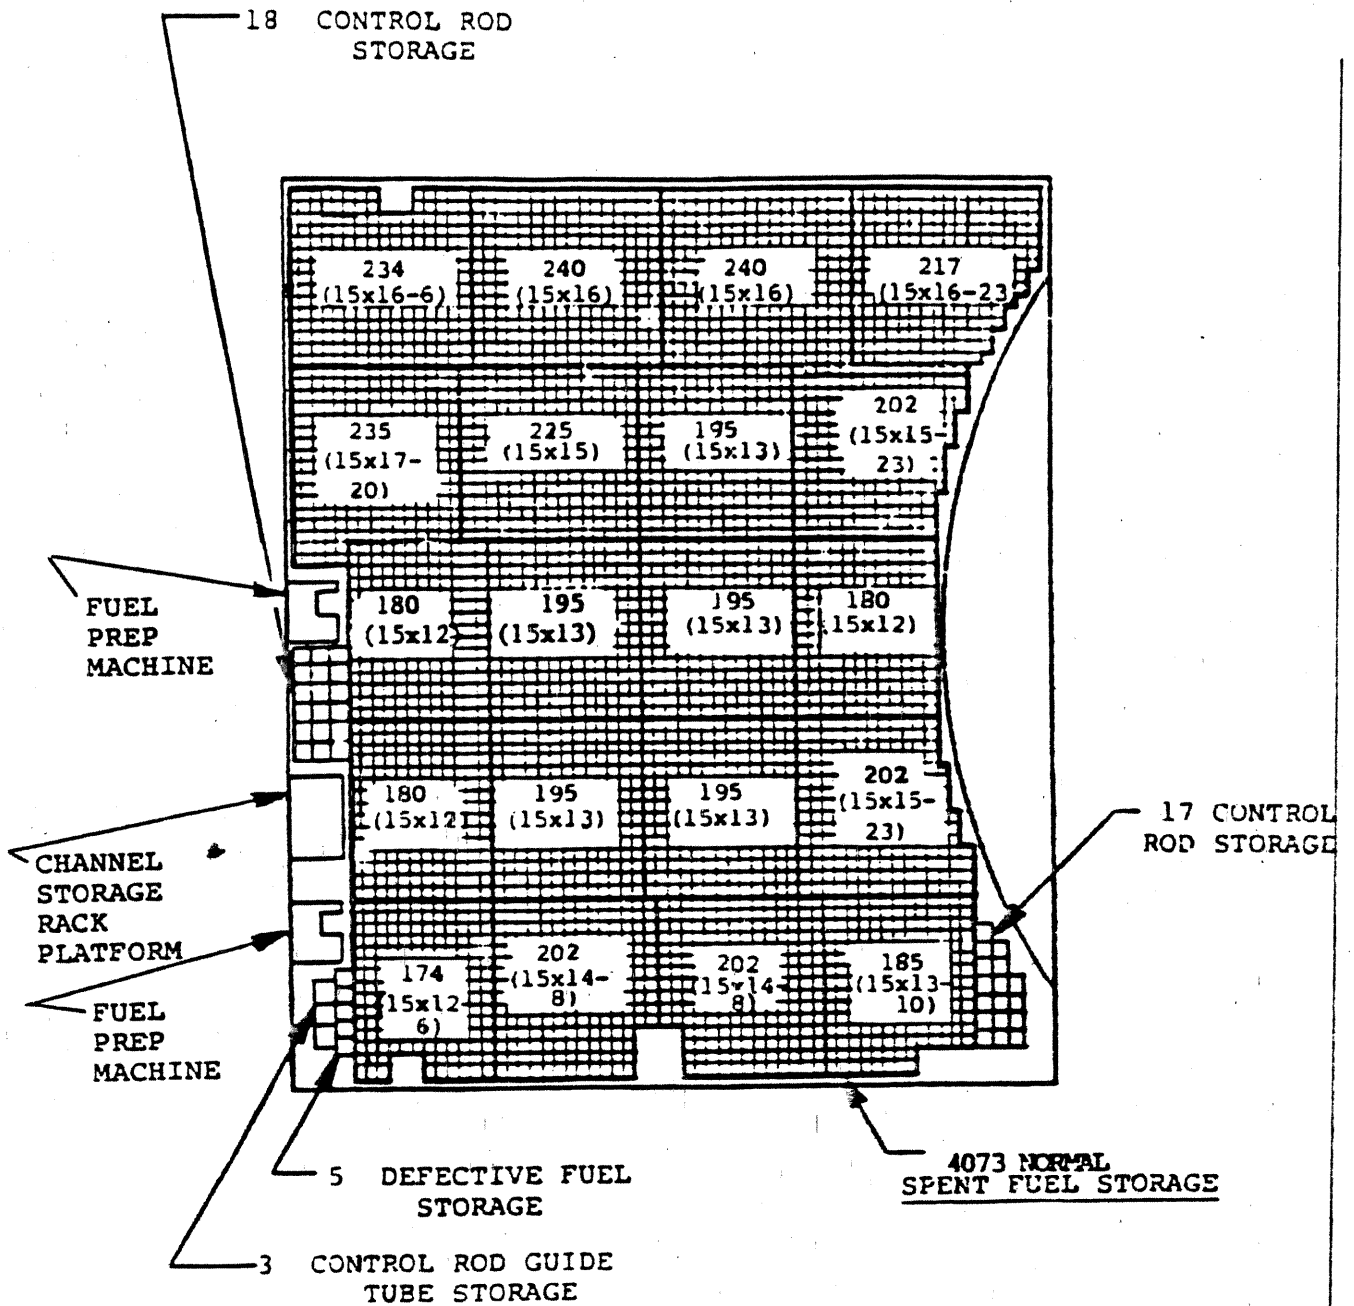 18 CONTROL ROD
STORAGE
234
(15x16-6)
240
(15x16)
240
(15x16)
217
(15x16-23
235
(15x17-
20)
225
(15x15)
195
(15x13)
202
(15x15-
23)
FUEL
PREP
MACHINE
180
(15x12)
195
(15x13)
195
(15x13)
180
(15x12)
180
(15x12)
195
(15x13)
195
(15x13)
202
(15x15-
23)
17 CONTROL
ROD STORAGE
CHANNEL
STORAGE
RACK
PLATFORM
174
(15x12-
6)
202
(15x14-
8)
202
(15x14-
8)
185
(15x13-
10)
FUEL
PREP
MACHINE
5 DEFECTIVE FUEL
STORAGE
4073 NORMAL
SPENT FUEL STORAGE
3 CONTROL ROD GUIDE
TUBE STORAGE